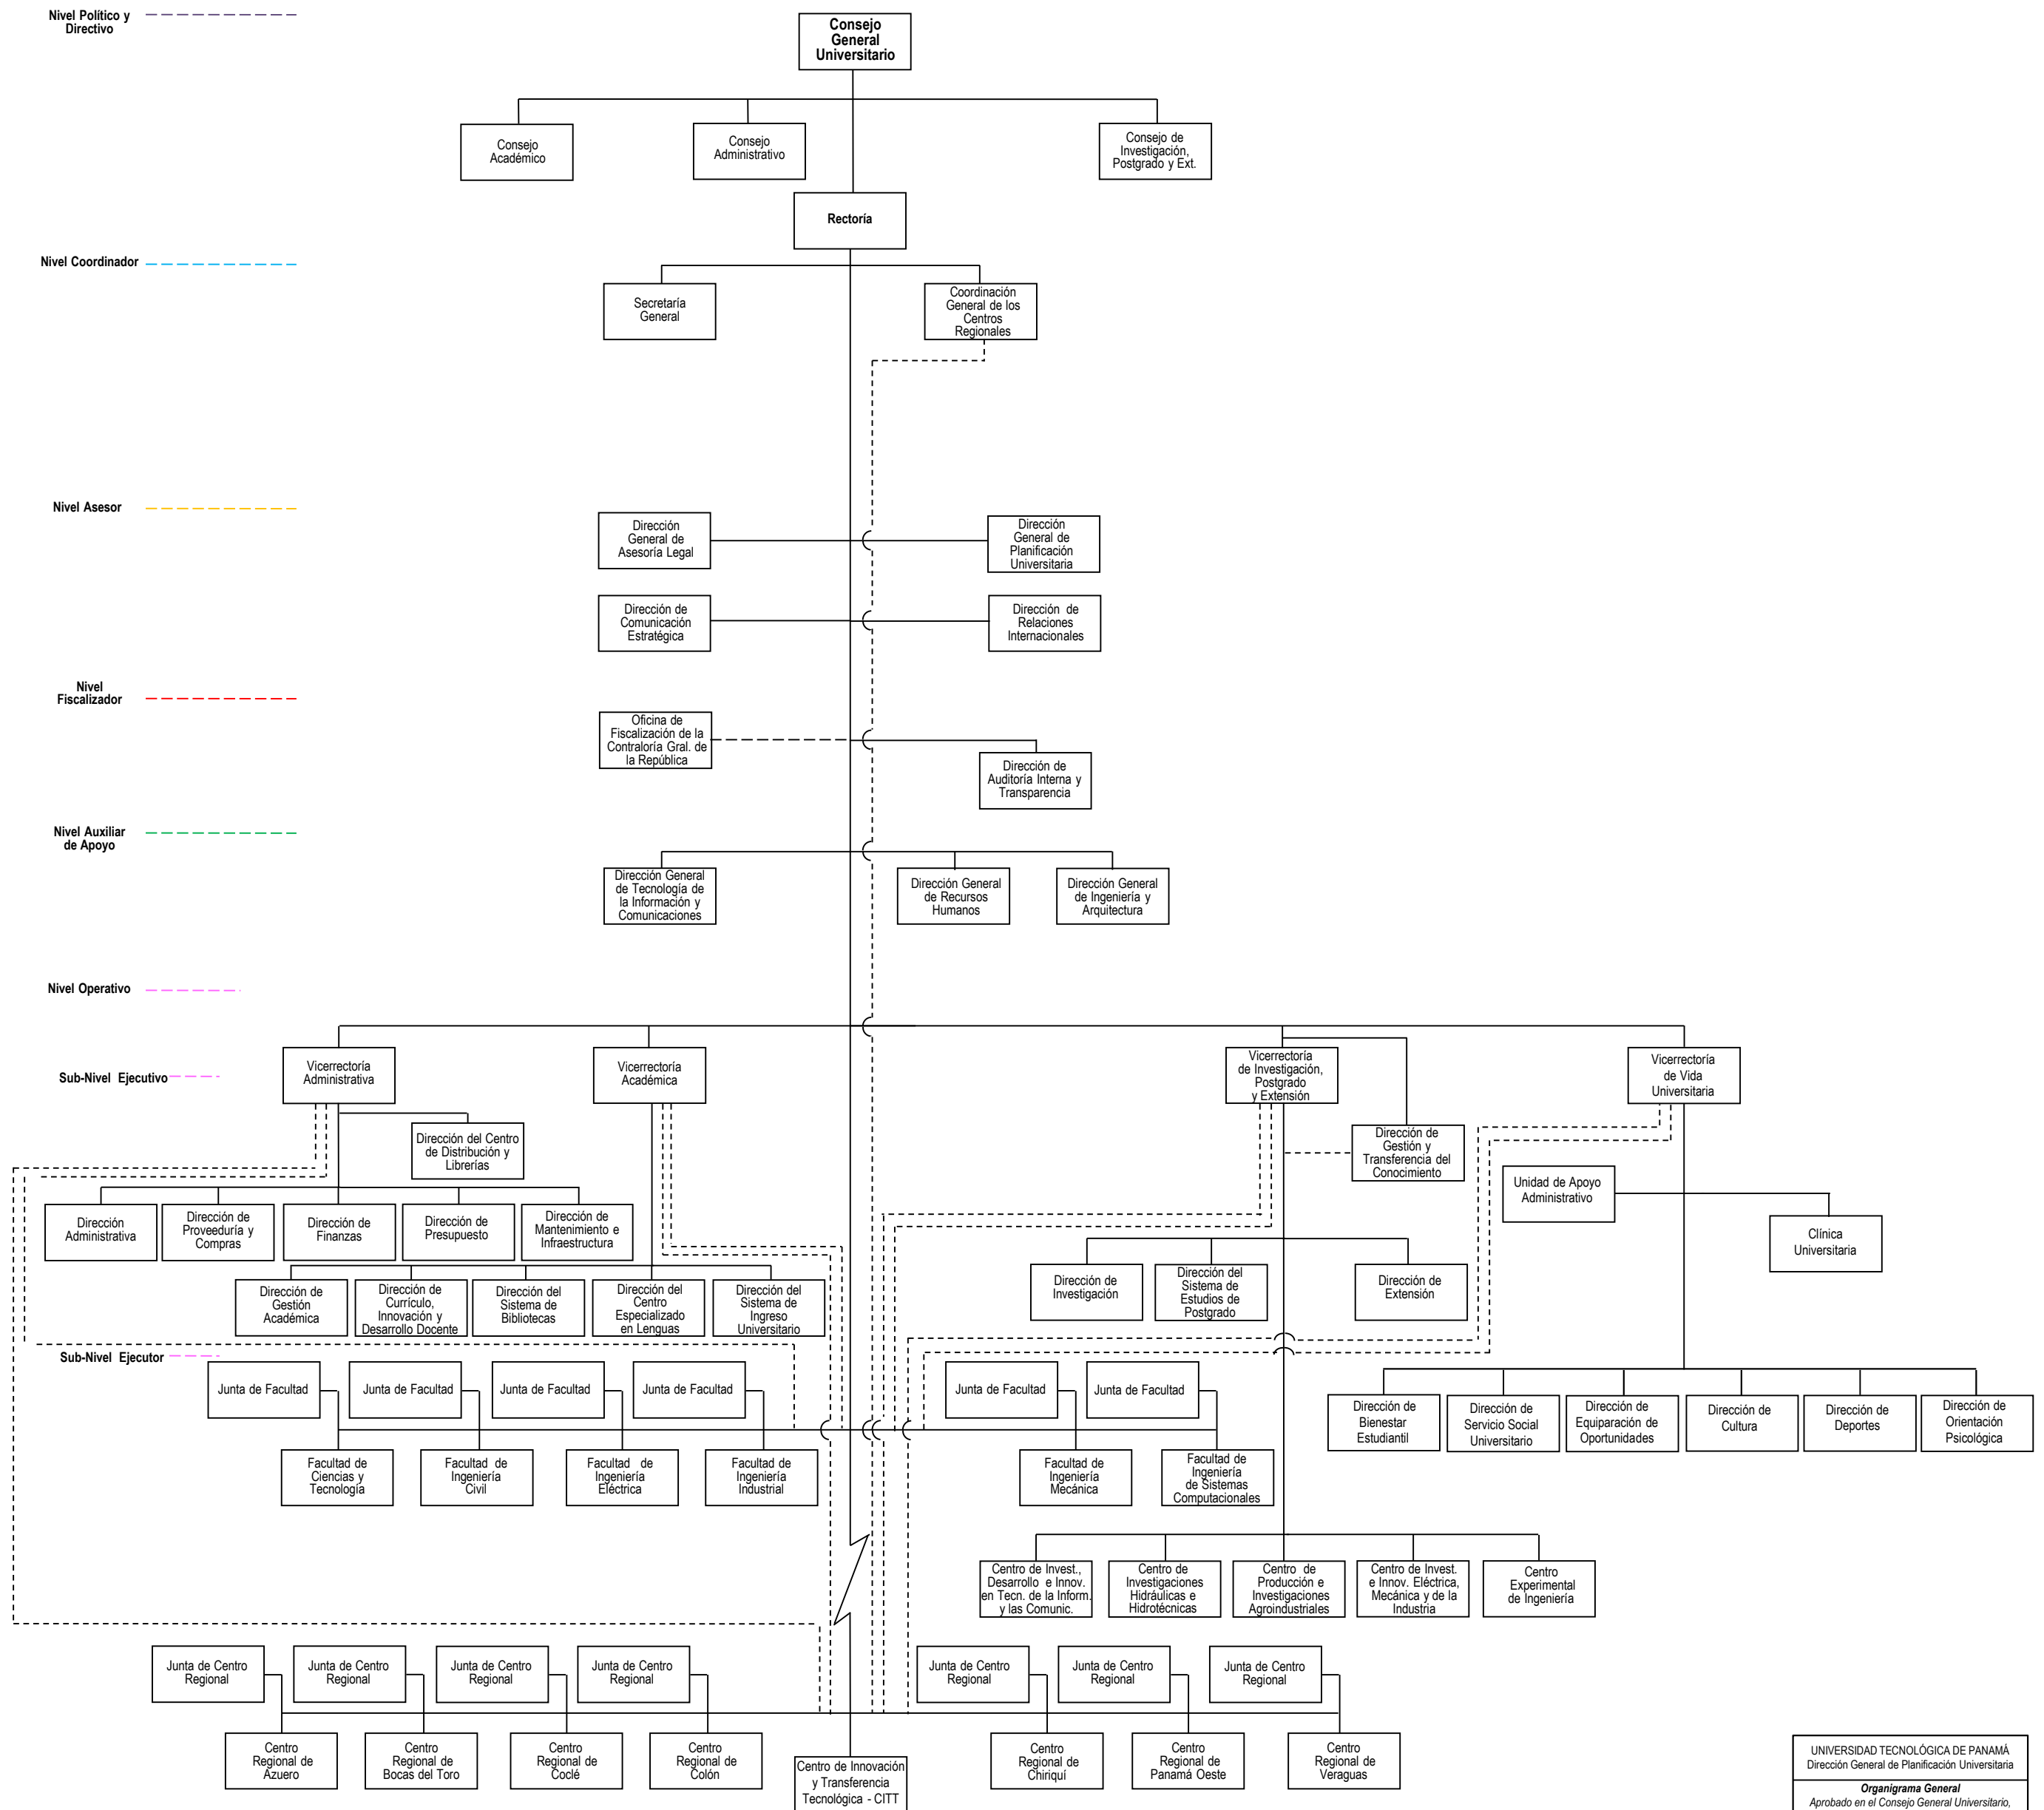 Nivel Político y
Directivo
Consejo
General
Universitario
Consejo
Académico
Consejo
Administrativo
Consejo de
Investigación,
Postgrado y Ext.
Rectoría
Nivel Coordinador
Secretaría
General
Coordinación
General de los
Centros
Regionales
Nivel Asesor
Dirección
General de
Asesoría Legal
Dirección
General de
Planificación
Universitaria
Dirección de
Comunicación
Estratégica
Dirección de
Relaciones
Internacionales
Nivel
Fiscalizador
Oficina de
Fiscalización de la
Contraloría Gral. de
la República
Dirección de
Auditoría Interna y
Transparencia
Nivel Auxiliar
de Apoyo
Dirección General
de Tecnología de
la Información y
Comunicaciones
Dirección General
de Recursos
Humanos
Dirección General
de Ingeniería y
Arquitectura
Nivel Operativo
Sub-Nivel Ejecutivo
Vicerrectoría
Administrativa
Vicerrectoría
Académica
Vicerrectoría
de Investigación,
Postgrado
y Extensión
Vicerrectoría
de Vida
Universitaria
Dirección del Centro
de Distribución y
Librerías
Dirección de
Gestión y
Transferencia del
Conocimiento
Unidad de Apoyo
Administrativo
Clínica
Universitaria
Dirección
Administrativa
Dirección de
Proveeduría y
Compras
Dirección de
Finanzas
Dirección de
Presupuesto
Dirección de
Mantenimiento e
Infraestructura
Dirección de
Gestión
Académica
Dirección de
Currículo,
Innovación y
Desarrollo Docente
Dirección del
Sistema de
Bibliotecas
Dirección del
Centro
Especializado
en Lenguas
Dirección del
Sistema de
Ingreso
Universitario
Dirección de
Investigación
Dirección del
Sistema de
Estudios de
Postgrado
Dirección de
Extensión
Sub-Nivel Ejecutor
Junta de Facultad
Junta de Facultad
Junta de Facultad
Junta de Facultad
Junta de Facultad
Junta de Facultad
Dirección de
Bienestar
Estudiantil
Dirección de
Servicio Social
Universitario
Dirección de
Equiparación de
Oportunidades
Dirección de
Cultura
Dirección de
Deportes
Dirección de
Orientación
Psicológica
Facultad de
Ciencias y
Tecnología
Facultad de
Ingeniería
Civil
Facultad de
Ingeniería
Eléctrica
Facultad de
Ingeniería
Industrial
Facultad de
Ingeniería
Mecánica
Facultad de
Ingeniería
de Sistemas
Computacionales
Centro de Invest.,
Desarrollo e Innov.
en Tecn. de la Inform.
y las Comunic.
Centro de
Investigaciones
Hidráulicas e
Hidrotécnicas
Centro de
Producción e
Investigaciones
Agroindustriales
Centro de Invest.
e Innov. Eléctrica,
Mecánica y de la
Industria
Centro
Experimental
de Ingeniería
Junta de Centro
Regional
Junta de Centro
Regional
Junta de Centro
Regional
Junta de Centro
Regional
Junta de Centro
Regional
Junta de Centro
Regional
Junta de Centro
Regional
Centro
Regional de
Azuero
Centro
Regional de
Bocas del Toro
Centro
Regional de
Coclé
Centro
Regional de
Colón
Centro de Innovación
y Transferencia
Tecnológica - CITT
Centro
Regional de
Chiriquí
Centro
Regional de
Panamá Oeste
Centro
Regional de
Veraguas
UNIVERSIDAD TECNOLÓGICA DE PANAMÁ
Dirección General de Planificación Universitaria
Organigrama General
Aprobado en el Consejo General Universitario,